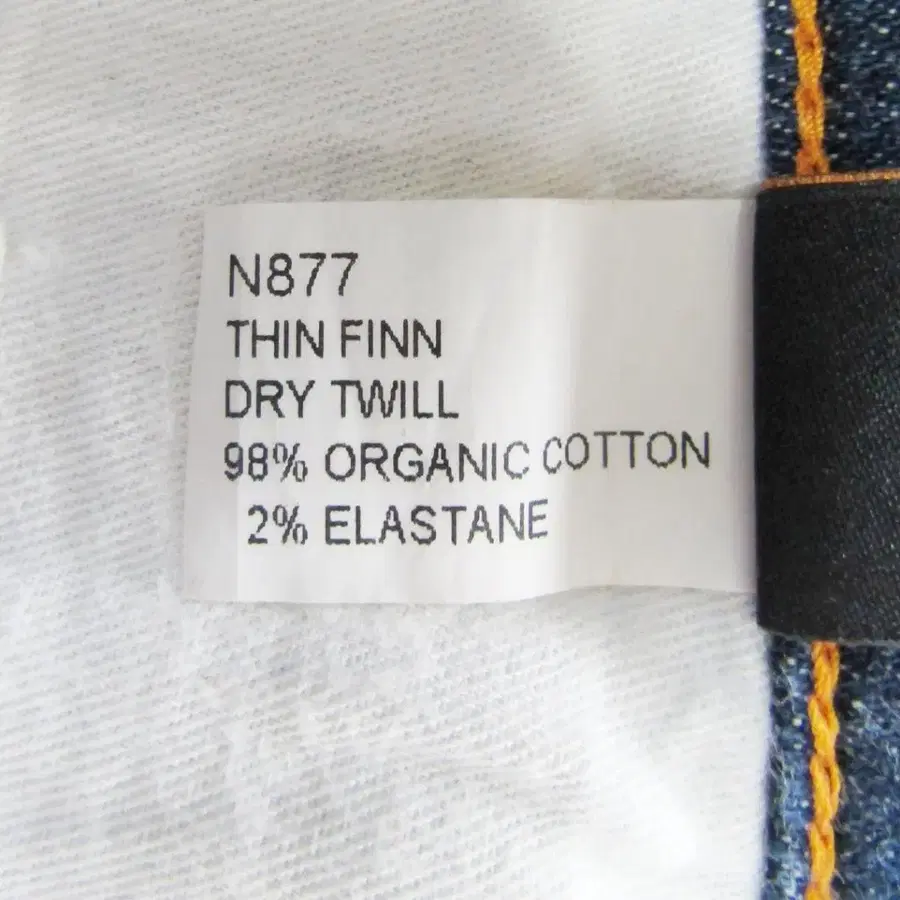 N877
THIN FINN
DRY TWILL
98% ORGANIC COTTON
2% ELASTANE